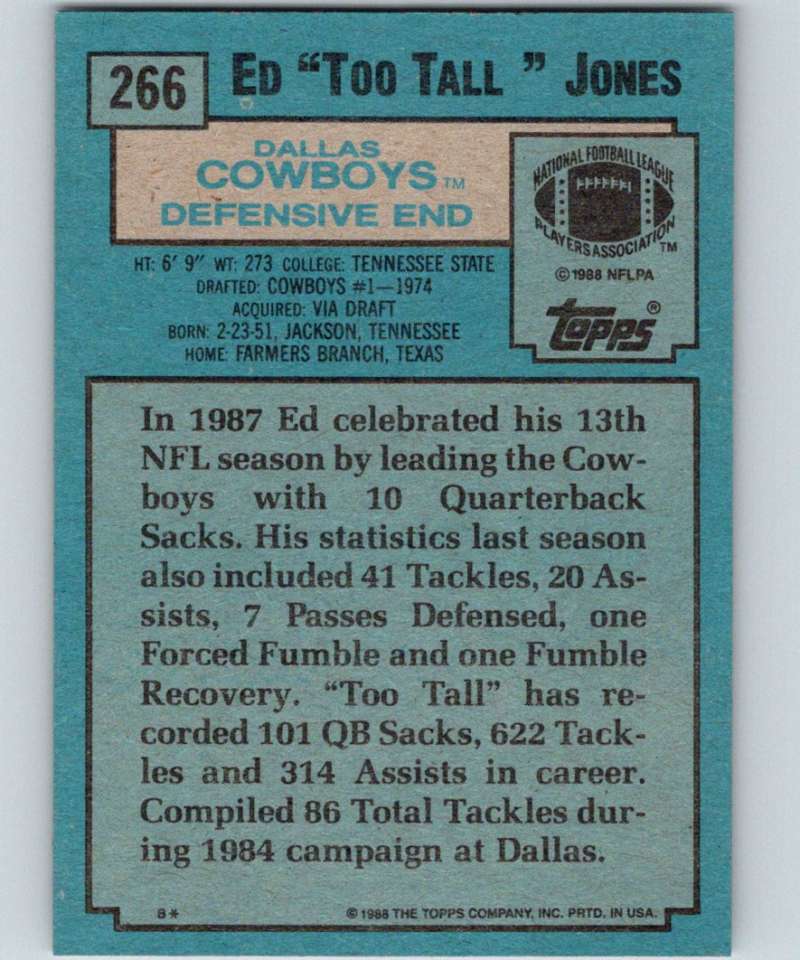 266
ED “TOO TALL ” JONES
DALLAS
COWBOYS™
DEFENSIVE END
NATIONAL FOOTBALL LEAGUE
PLAYERS ASSOCIATION™
©1988 NFLPA
topps®
HT: 6' 9" WT: 273 COLLEGE: TENNESSEE STATE
DRAFTED: COWBOYS #1—1974
ACQUIRED: VIA DRAFT
BORN: 2-23-51, JACKSON, TENNESSEE
HOME: FARMERS BRANCH, TEXAS
In 1987 Ed celebrated his 13th
NFL season by leading the Cow-
boys with 10 Quarterback
Sacks. His statistics last season
also included 41 Tackles, 20 As-
sists, 7 Passes Defensed, one
Forced Fumble and one Fumble
Recovery. “Too Tall” has re-
corded 101 QB Sacks, 622 Tack-
les and 314 Assists in career.
Compiled 86 Total Tackles dur-
ing 1984 campaign at Dallas.
B*
©1988 THE TOPPS COMPANY, INC. PRTD. IN USA.